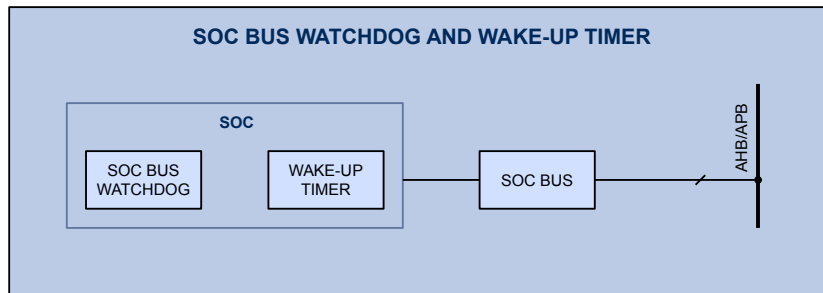 SOC BUS WATCHDOG AND WAKE-UP TIMER
SOC
SOC BUS
WATCHDOG
WAKE-UP
TIMER
SOC BUS
AHB/APB